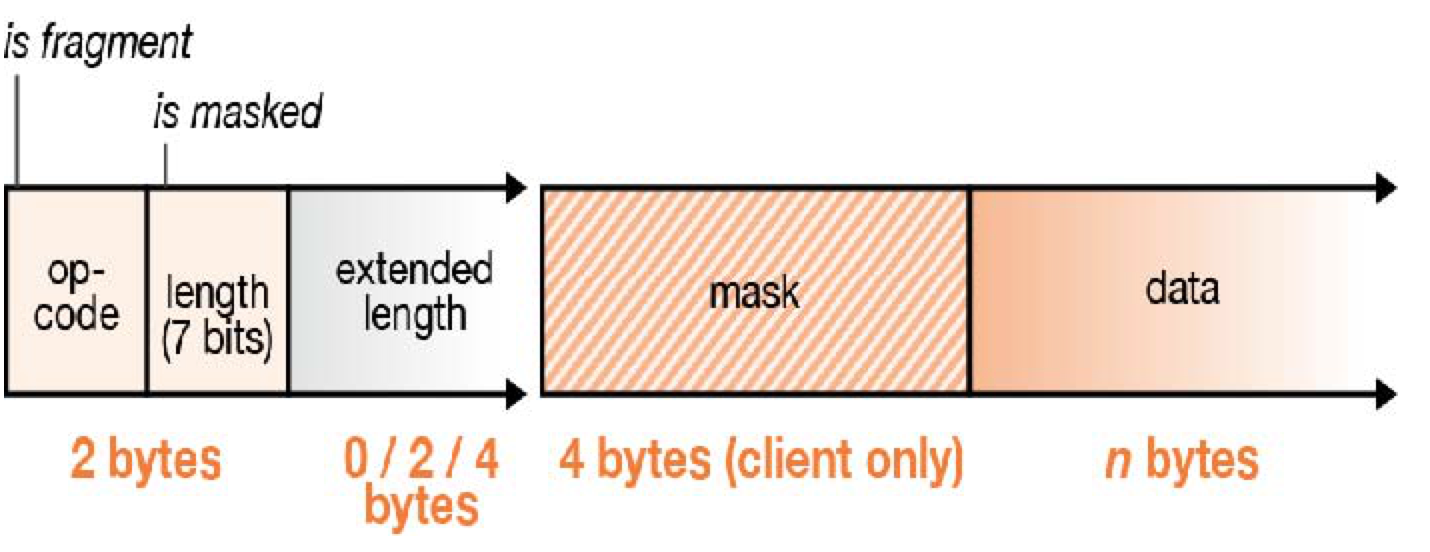 is fragment
is masked
op-
code
length
(7 bits)
extended
length
mask
data
2 bytes
0 / 2 / 4
bytes
4 bytes (client only)
n bytes